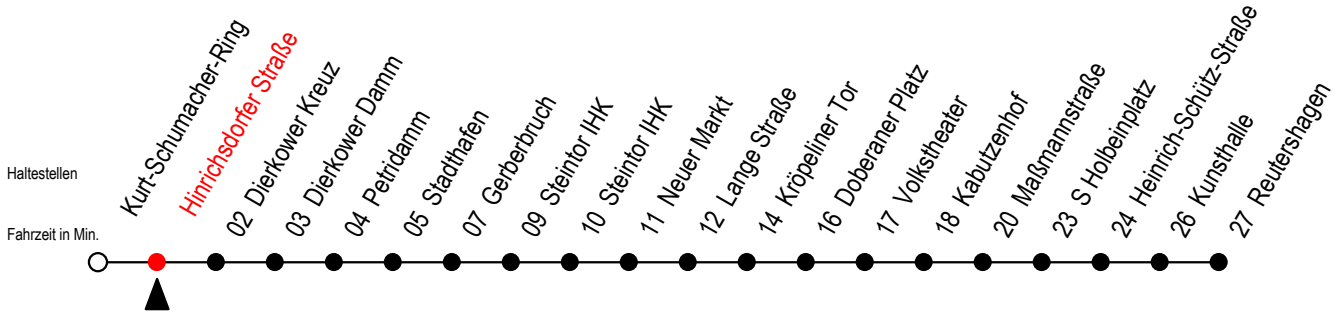 Haltestellen
Fahrzeit in Min.
Kurt-Schumacher-Ring
Hinrichsdorfer Straße
02 Dierkower Kreuz
03 Dierkower Damm
04 Petridamm
05 Stadthafen
07 Gerberbruch
09 Steintor IHK
10 Steintor IHK
11 Neuer Markt
12 Lange Straße
14 Kröpeliner Tor
16 Doberaner Platz
17 Volkstheater
18 Kabutzenhof
20 Maßmannstraße
23 S Holbeinplatz
24 Heinrich-Schütz-Straße
26 Kunsthalle
27 Reutershagen